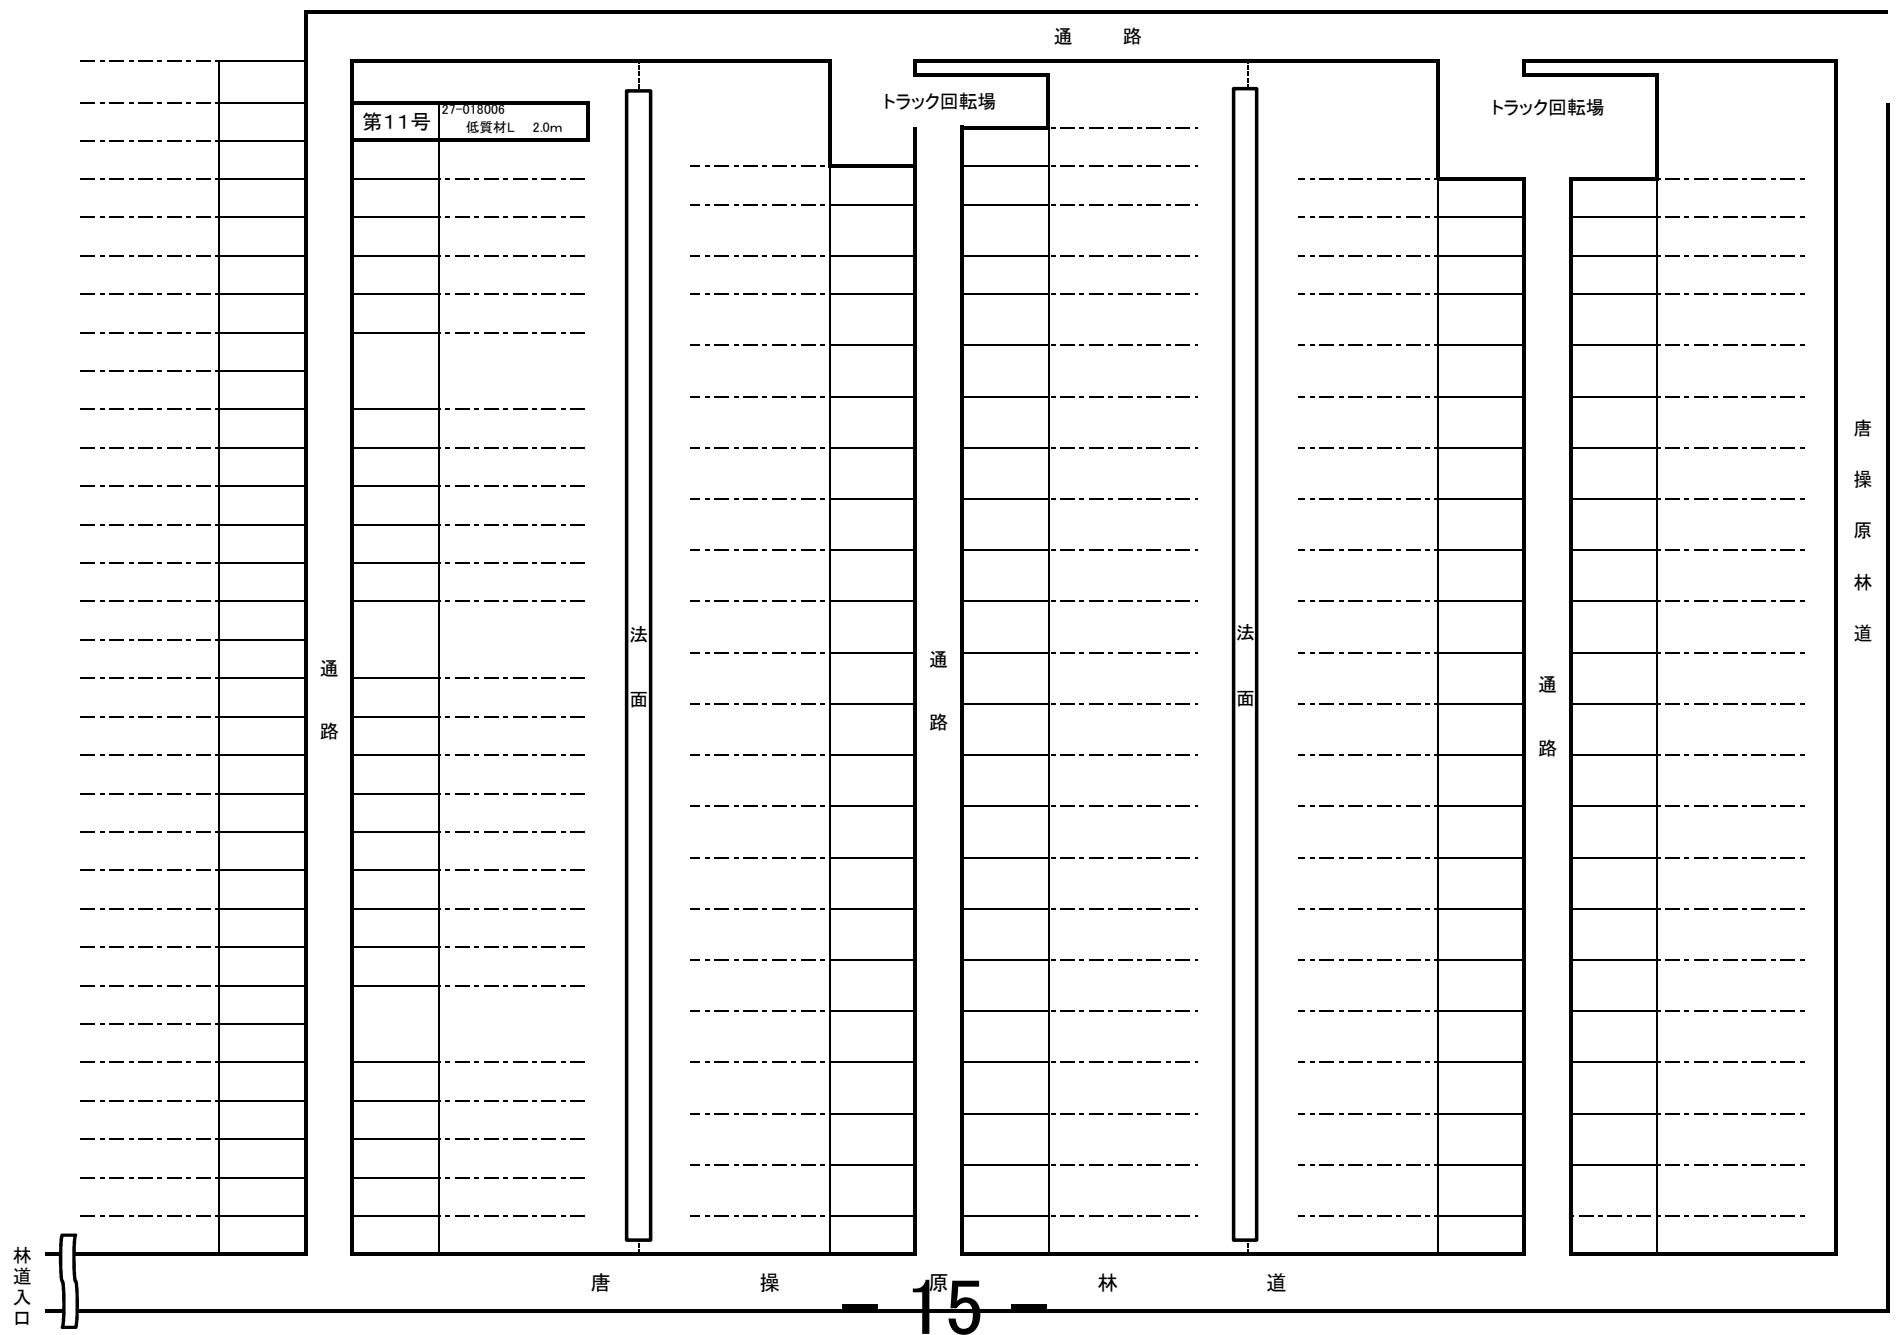 通 路
トラック回転場
トラック回転場
第11号
27-018006
低質材L 2.0m
唐操原林道
法面
法面
通路
通路
通路
林道入口
唐 操 原 林 道
- 15 -